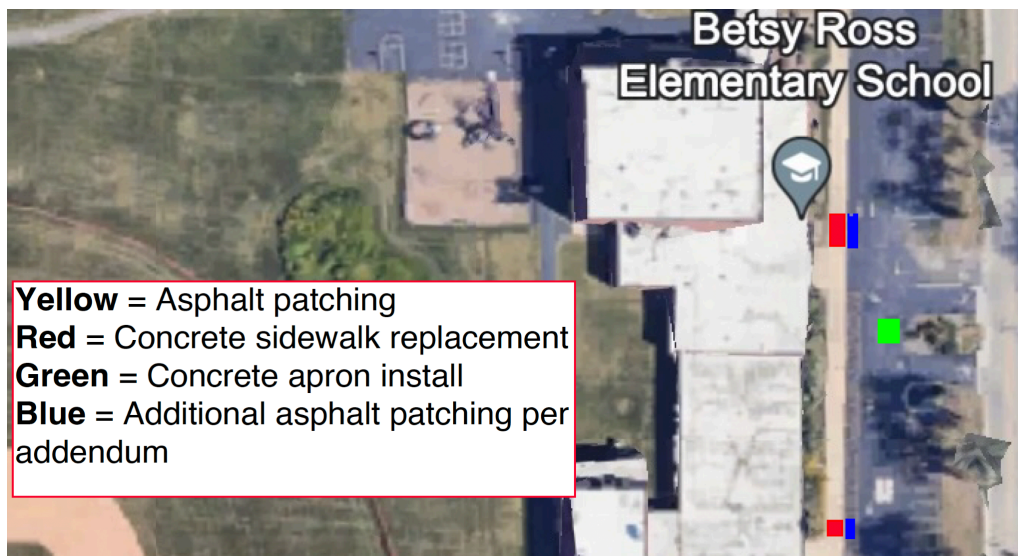 Betsy Ross
Elementary School
Yellow = Asphalt patching
Red = Concrete sidewalk replacement
Green = Concrete apron install
Blue = Additional asphalt patching per
addendum